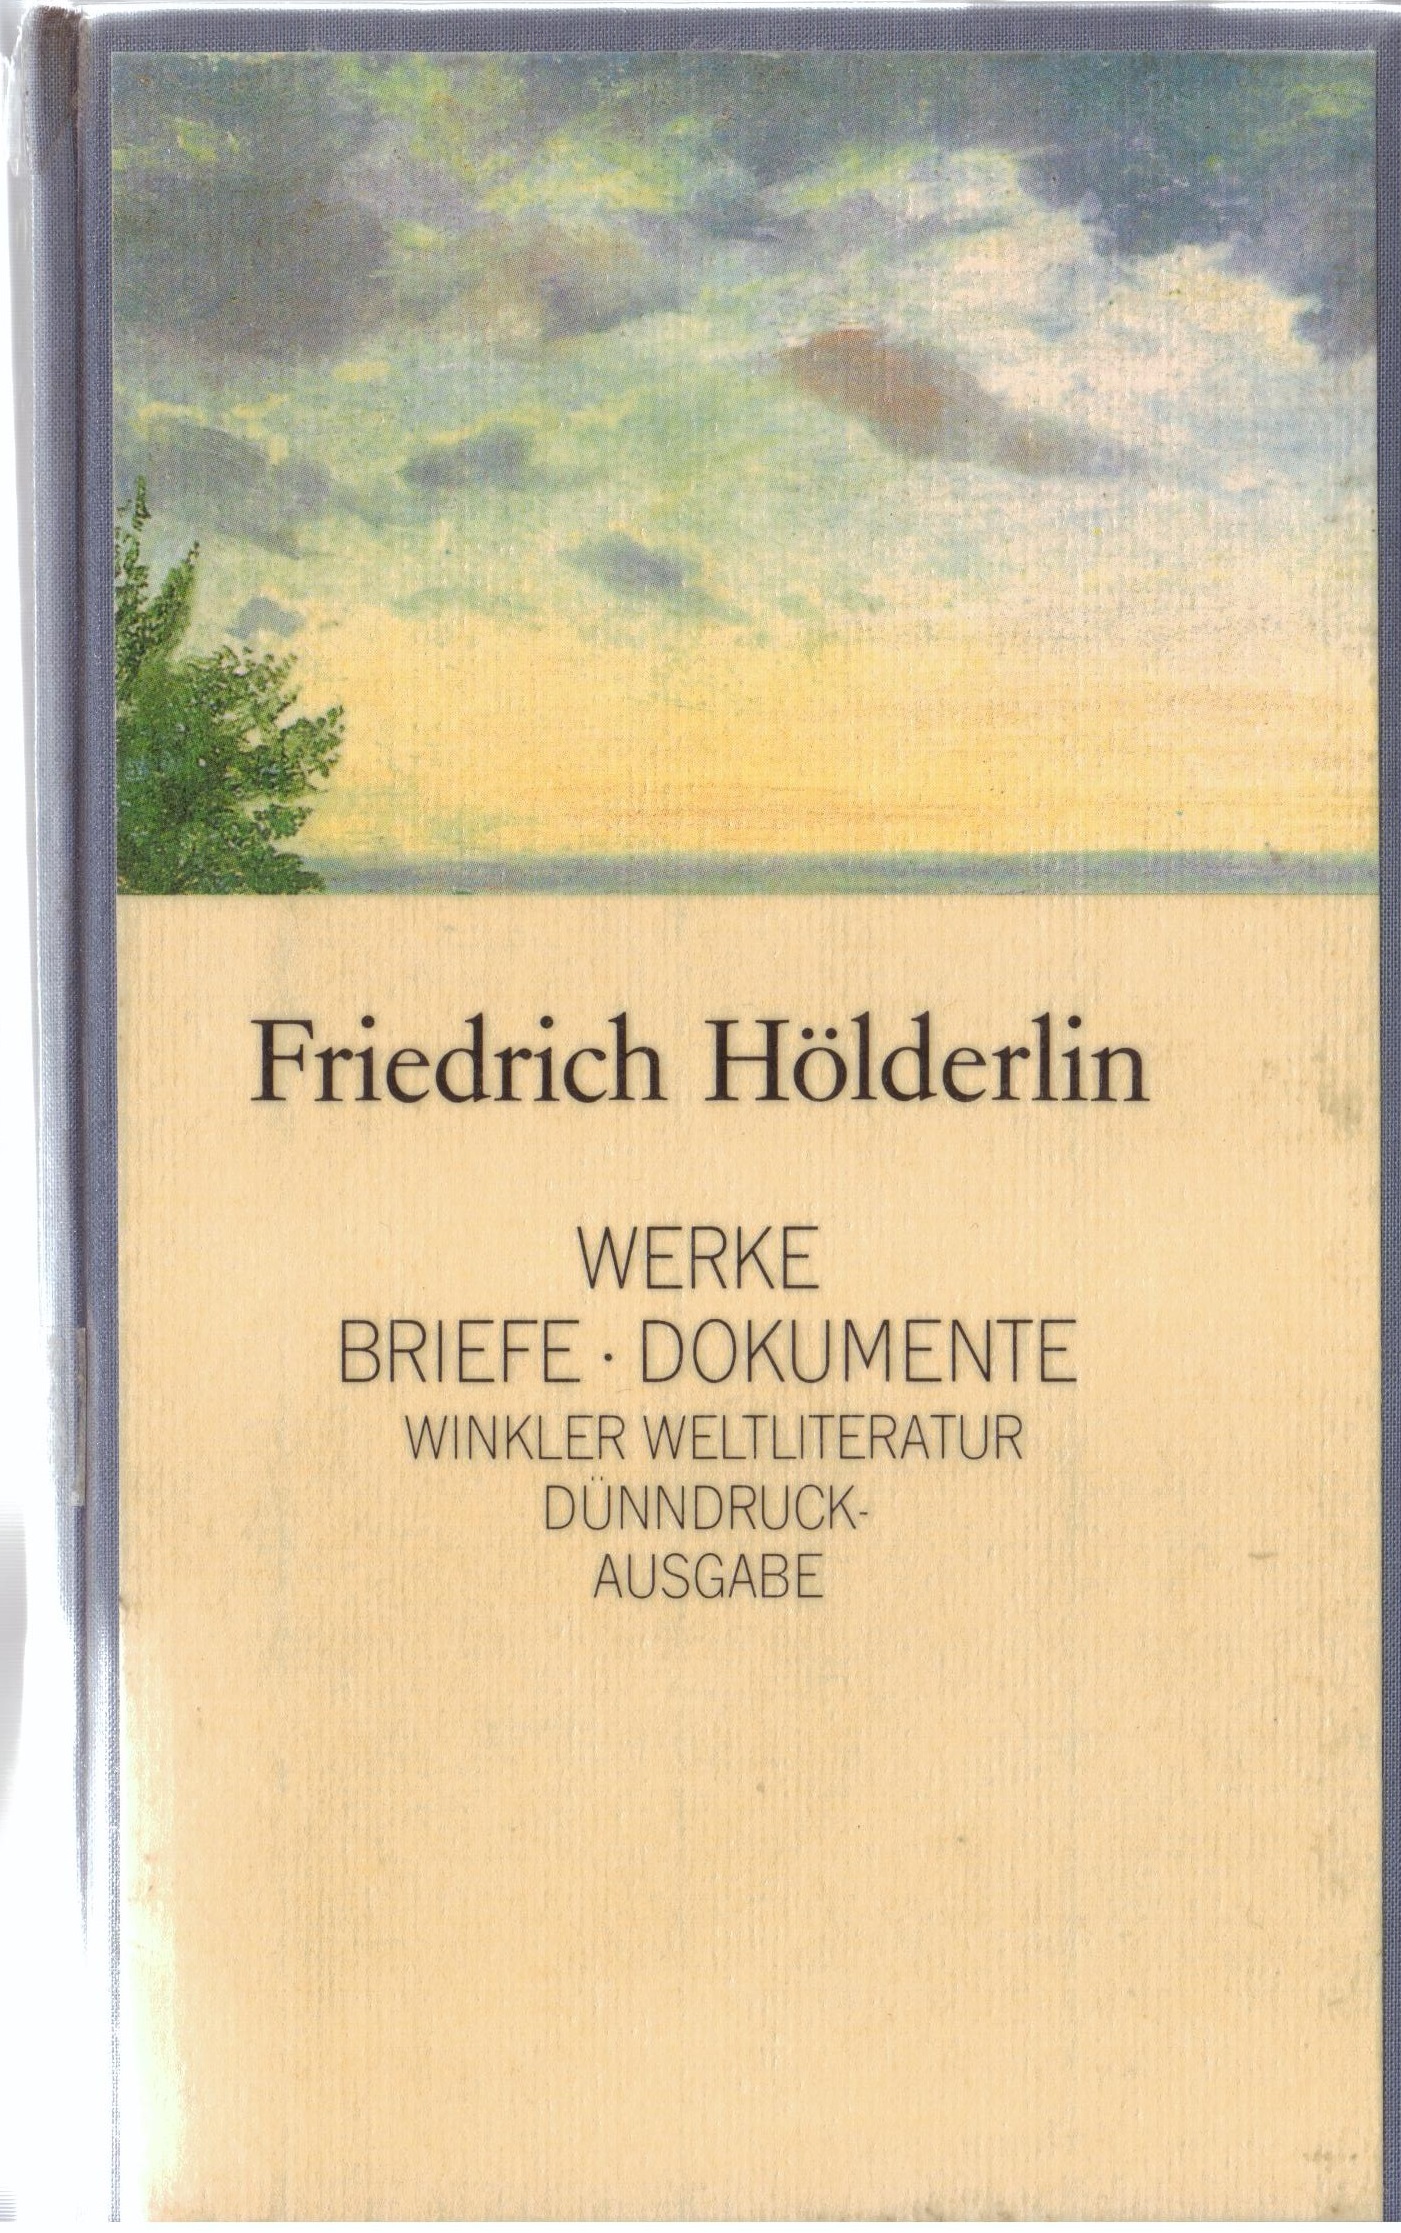 Friedrich Hölderlin
WERKE
BRIEFE · DOKUMENTE
WINKLER WELTLITERATUR
DÜNNDRUCK-
AUSGABE